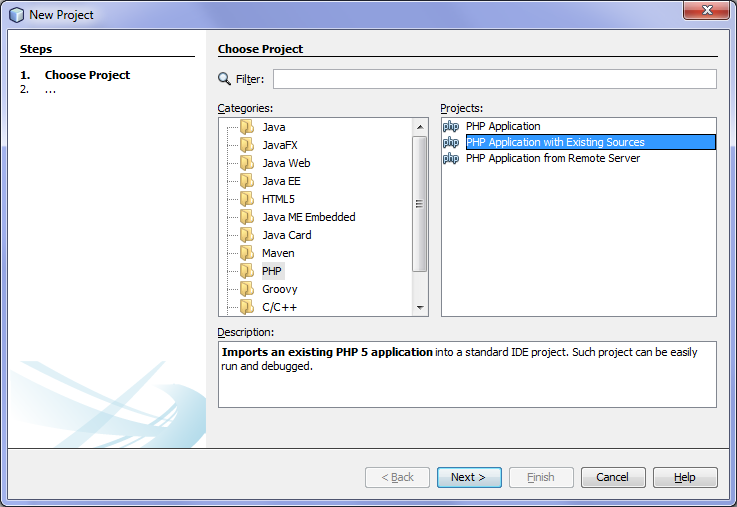 New Project
Steps
1. Choose Project
2. ...
Choose Project
Filter:
Categories:
Java
JavaFX
Java Web
Java EE
HTML5
Java ME Embedded
Java Card
Maven
PHP
Groovy
C/C++
Projects:
php PHP Application
php PHP Application with Existing Sources
php PHP Application from Remote Server
Description:
Imports an existing PHP 5 application into a standard IDE project. Such project can be easily
run and debugged.
< Back
Next >
Finish
Cancel
Help